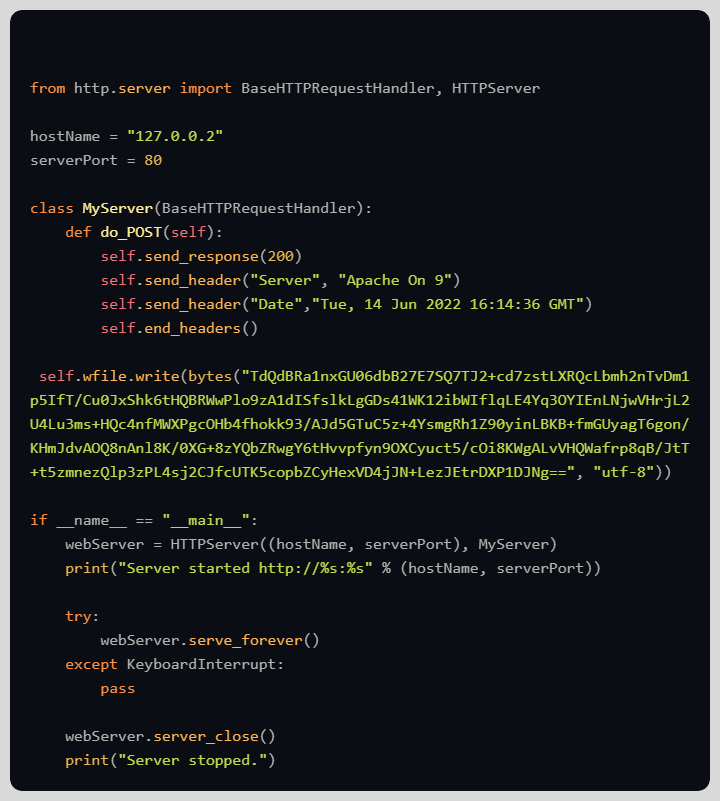 from http.server import BaseHTTPRequestHandler, HTTPServer
hostName = "127.0.0.2"
serverPort = 80
class MyServer(BaseHTTPRequestHandler):
    def do_POST(self):
        self.send_response(200)
        self.send_header("Server", "Apache On 9")
        self.send_header("Date","Tue, 14 Jun 2022 16:14:36 GMT")
        self.end_headers()
 self.wfile.write(bytes("TdQdBRa1nxGU06dbB27E7SQ7TJ2+cd7zstLXRQcLbmh2nTvDm1
p5IfT/Cu0JxShk6tHQBRWwPlo9zA1dISfslkLgGDs41WK12ibWIflqLE4Yq3OYIEnLNjwVHrjL2
U4Lu3ms+HQc4nfMWXPgcOHb4fhokk93/AJd5GTuC5z+4YsmgRh1Z90yinLBKB+fmGUyagT6gon/
KHmJdvAOQ8nAnl8K/0XG+8zYQbZRwgY6tHvvpfyn9OXCyuct5/cOi8KWgALvVHQWafrp8qB/JtT
+t5zmnezQlp3zPL4sj2CJfcUTK5copbZCyHexVD4jJN+LezJEtrDXP1DJNg==", "utf-8"))
if __name__ == "__main__":
    webServer = HTTPServer((hostName, serverPort), MyServer)
    print("Server started http://%s:%s" % (hostName, serverPort))
    try:
        webServer.serve_forever()
    except KeyboardInterrupt:
        pass
    webServer.server_close()
    print("Server stopped.")